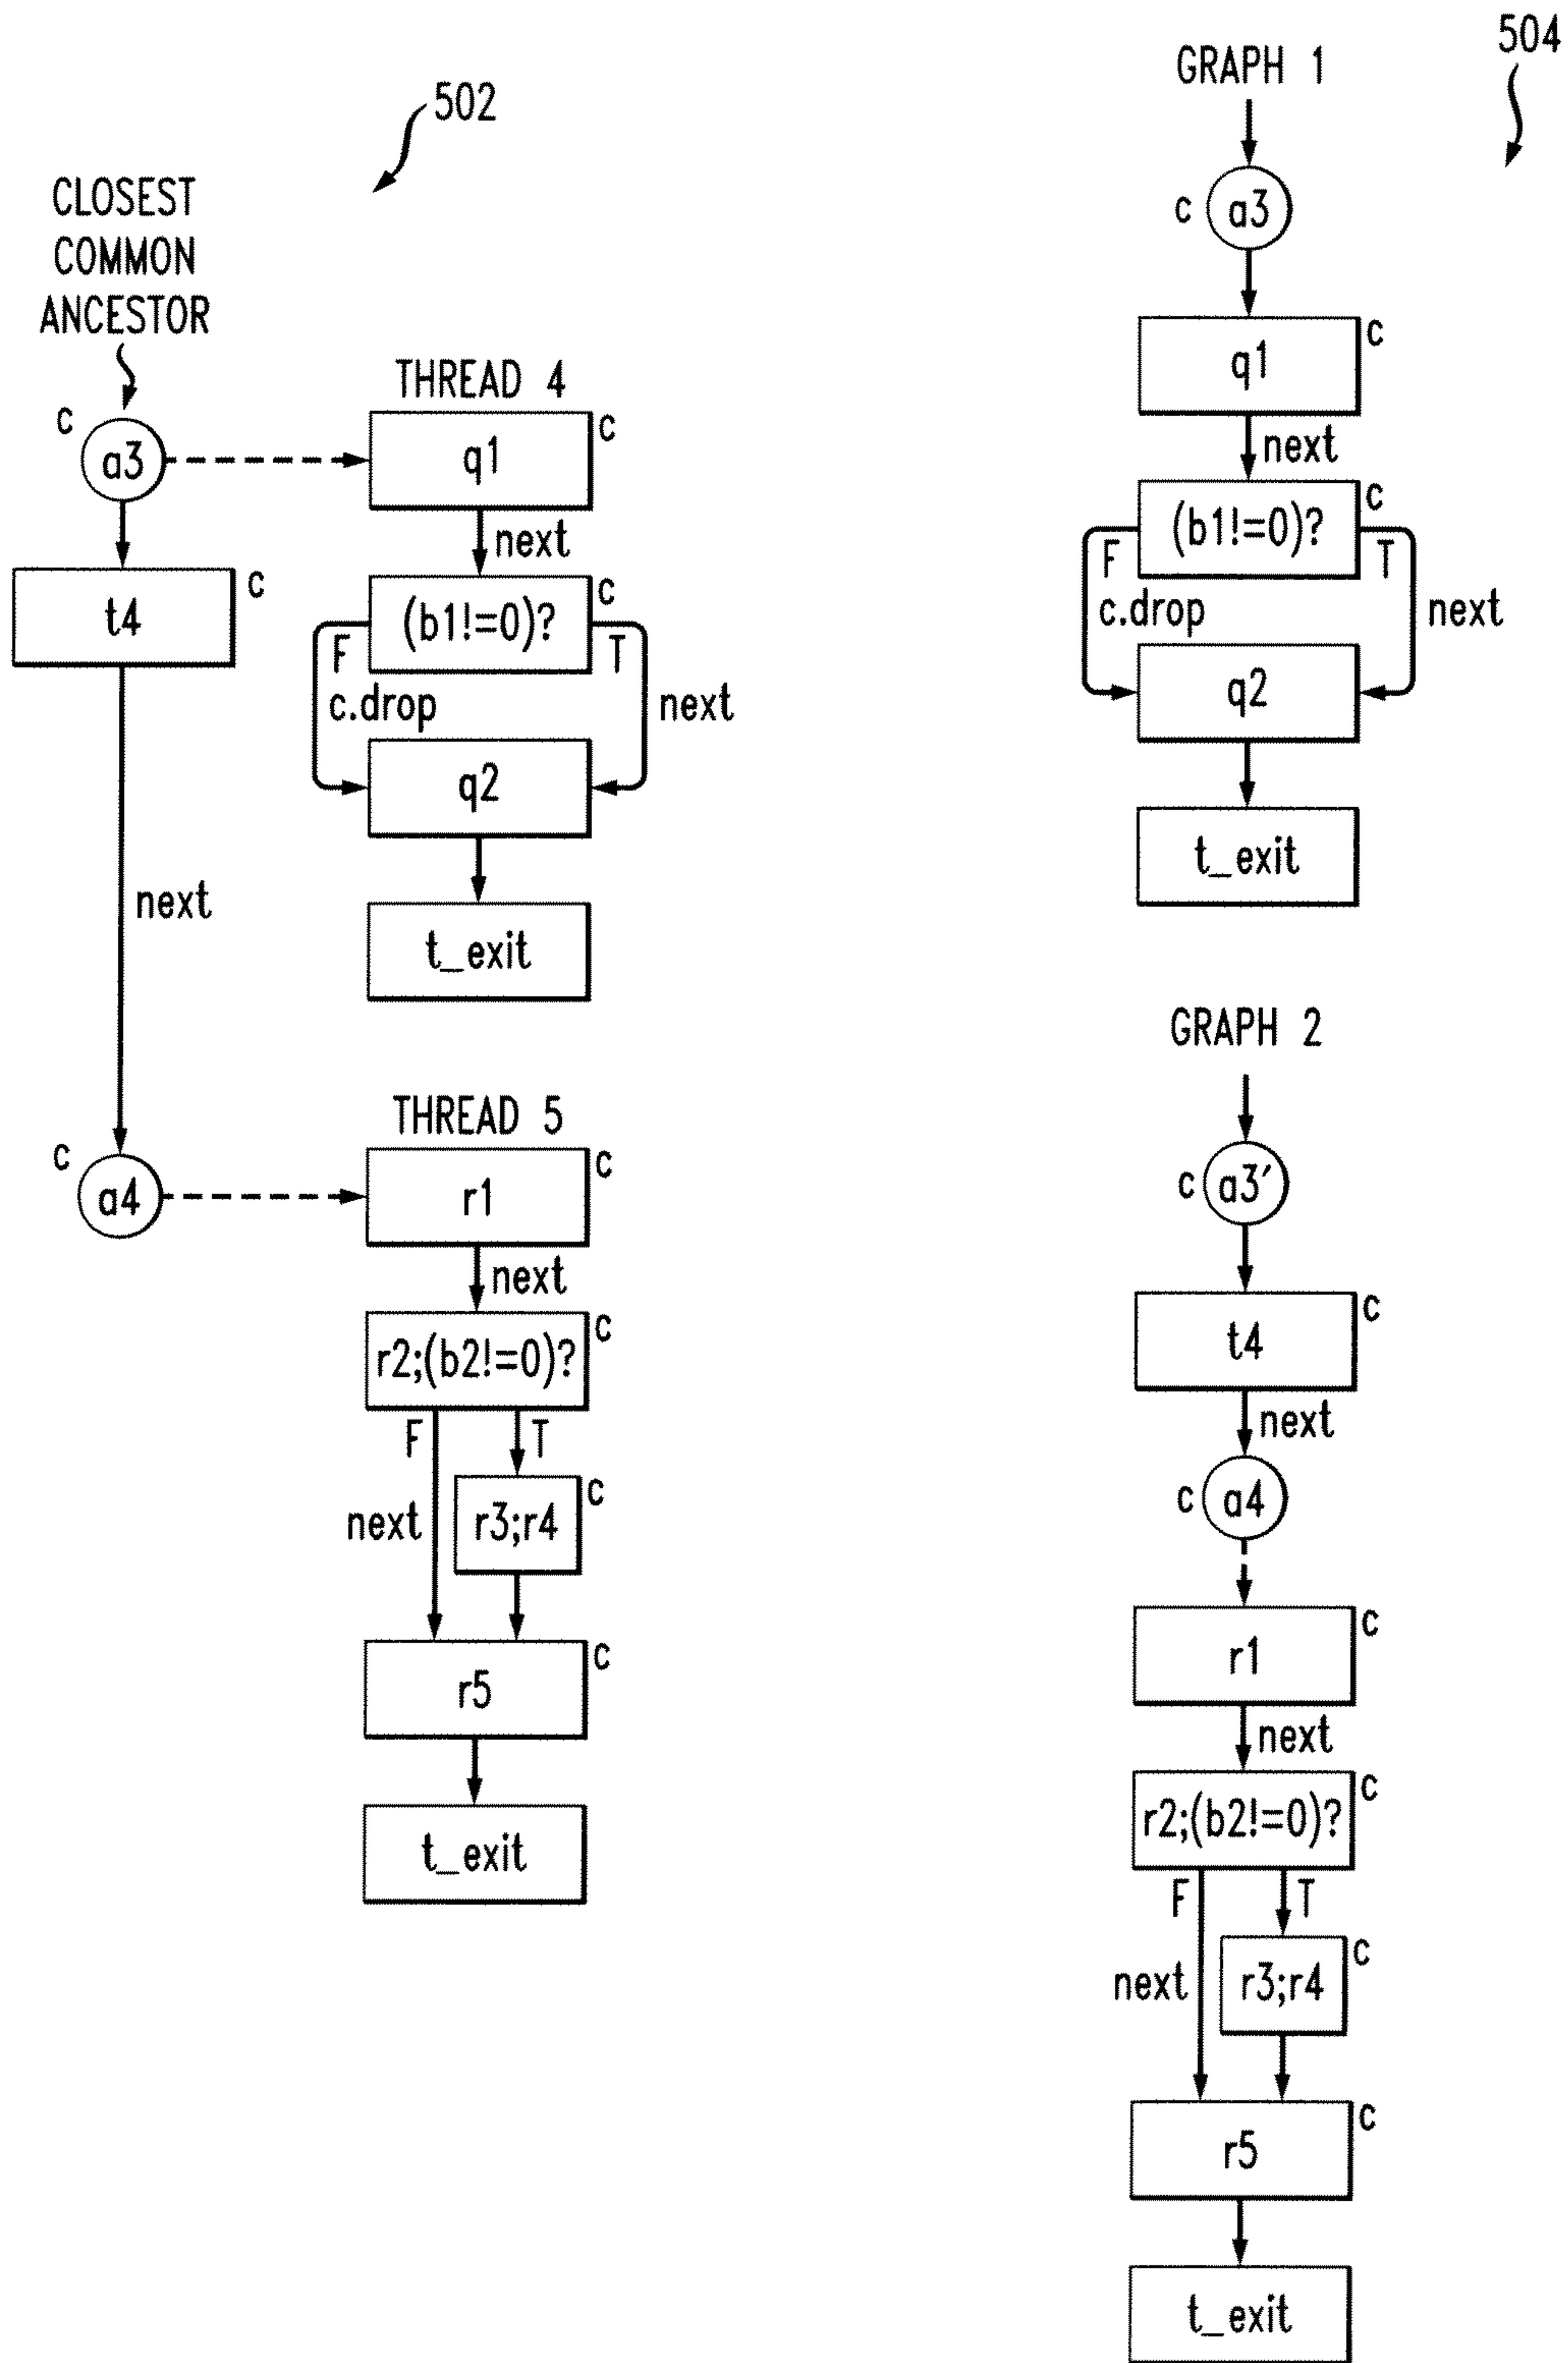 502
CLOSEST
COMMON
ANCESTOR
c
a3
t4
c
next
c
a4
THREAD 4
q1
c
next
(b1!=0)?
c
F
T
c.drop
next
q2
t_exit
THREAD 5
r1
c
next
r2;(b2!=0)?
c
F
T
next
r3;r4
c
r5
c
t_exit
504
GRAPH 1
c
a3
q1
c
next
(b1!=0)?
c
F
T
c.drop
next
q2
t_exit
GRAPH 2
c
a3′
t4
c
next
c
a4
r1
c
next
r2;(b2!=0)?
c
F
T
next
r3;r4
c
r5
c
t_exit